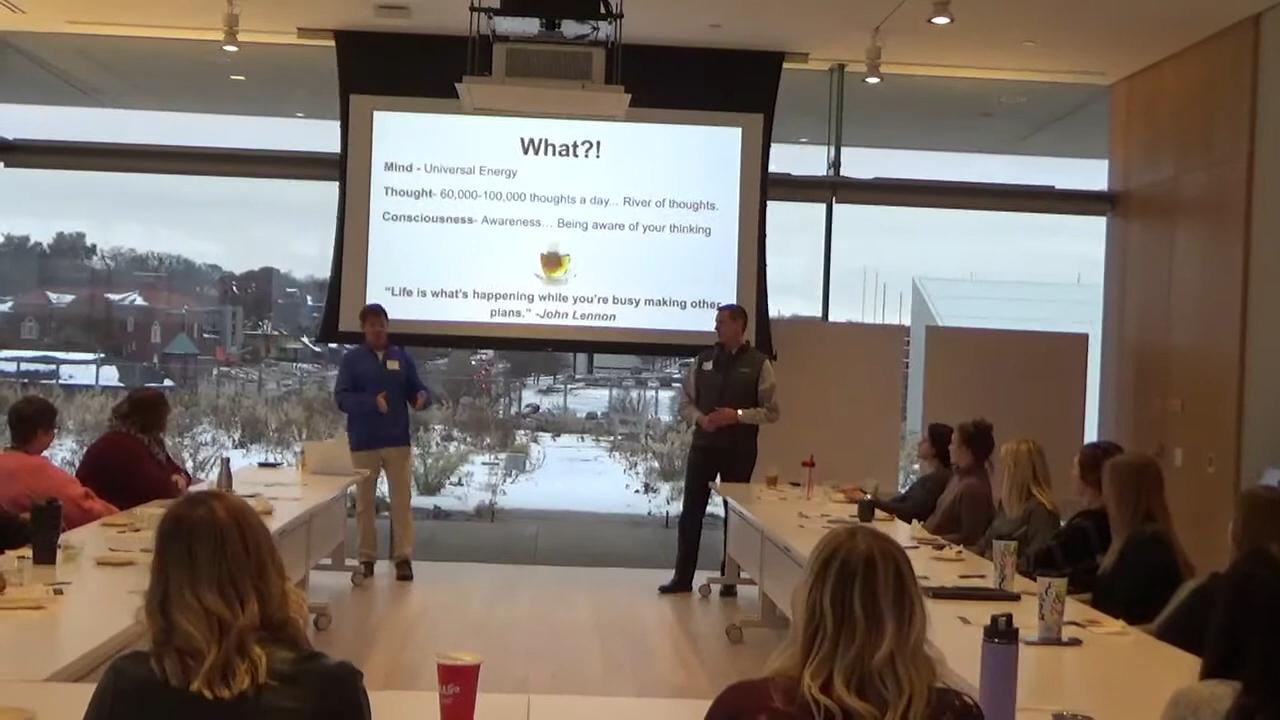 What?!
Mind - Universal Energy
Thought- 60,000-100,000 thoughts a day... River of thoughts.
Consciousness- Awareness... Being aware of your thinking
“Life is what’s happening while you’re busy making other
plans.” -John Lennon